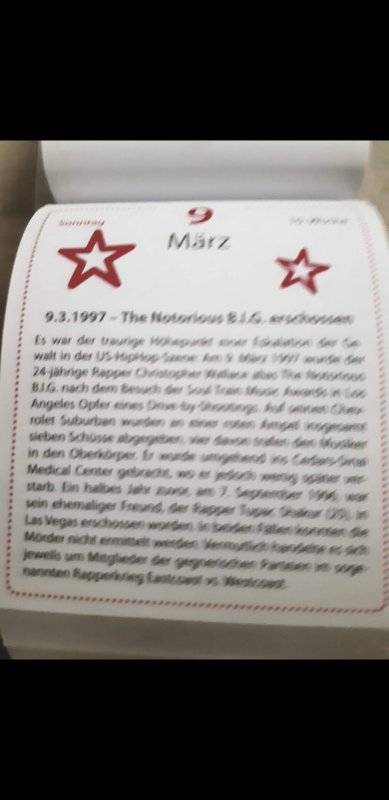 Sonntag
9
10. Woche
März
9.3.1997 – The Notorious B.I.G. erschossen
Es war der traurige Höhepunkt einer Eskalation der Ge-
walt in der US-HipHop-Szene: Am 9. März 1997 wurde der
24-jährige Rapper Christopher Wallace alias The Notorious
B.I.G. nach dem Besuch der Soul Train Music Awards in Los
Angeles Opfer eines Drive-by-Shootings. Auf seinen Chev-
rolet Suburban wurden an einer roten Ampel insgesamt
sieben Schüsse abgegeben, vier davon trafen den Musiker
in den Oberkörper. Er wurde umgehend ins Cedars-Sinai
Medical Center gebracht, wo er jedoch wenig später ver-
starb. Ein halbes Jahr zuvor, am 7. September 1996, war
sein ehemaliger Freund, der Rapper Tupac Shakur (25), in
Las Vegas erschossen worden. In beiden Fällen konnten die
Mörder nicht ermittelt werden. Vermutlich handelte es sich
jeweils um Mitglieder der gegnerischen Parteien im soge-
nannten Rapperkrieg Eastcoast vs. Westcoast.